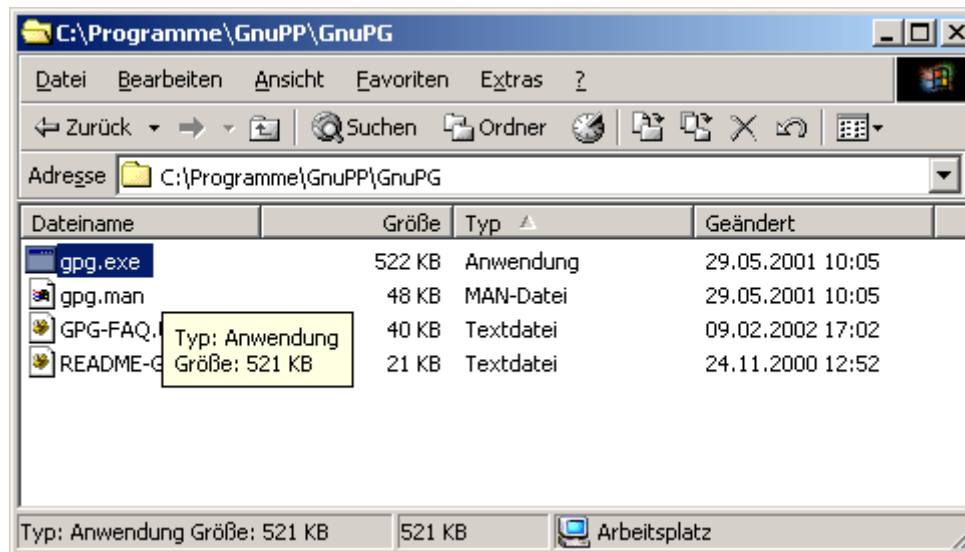 C:\Programme\GnuPP\GnuPG
Datei Bearbeiten Ansicht Favoriten Extras ?
Zurück Suchen Ordner
Adresse C:\Programme\GnuPP\GnuPG
Dateiname Größe Typ Geändert
gpg.exe 522 KB Anwendung 29.05.2001 10:05
gpg.man 48 KB MAN-Datei 29.05.2001 10:05
GPG-FAQ. 40 KB Textdatei 09.02.2002 17:02
README-G 21 KB Textdatei 24.11.2000 12:52
Typ: Anwendung
Größe: 521 KB
Typ: Anwendung Größe: 521 KB 521 KB Arbeitsplatz